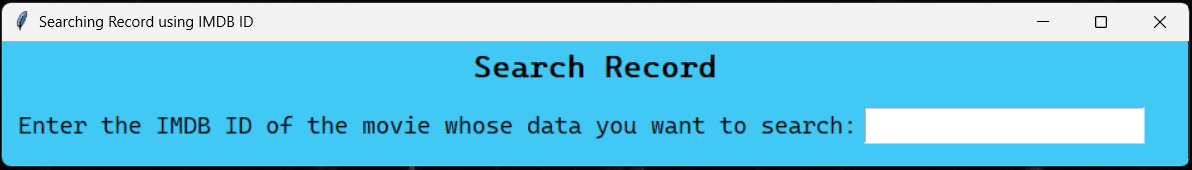 Searching Record using IMDB ID
Search Record
Enter the IMDB ID of the movie whose data you want to search: